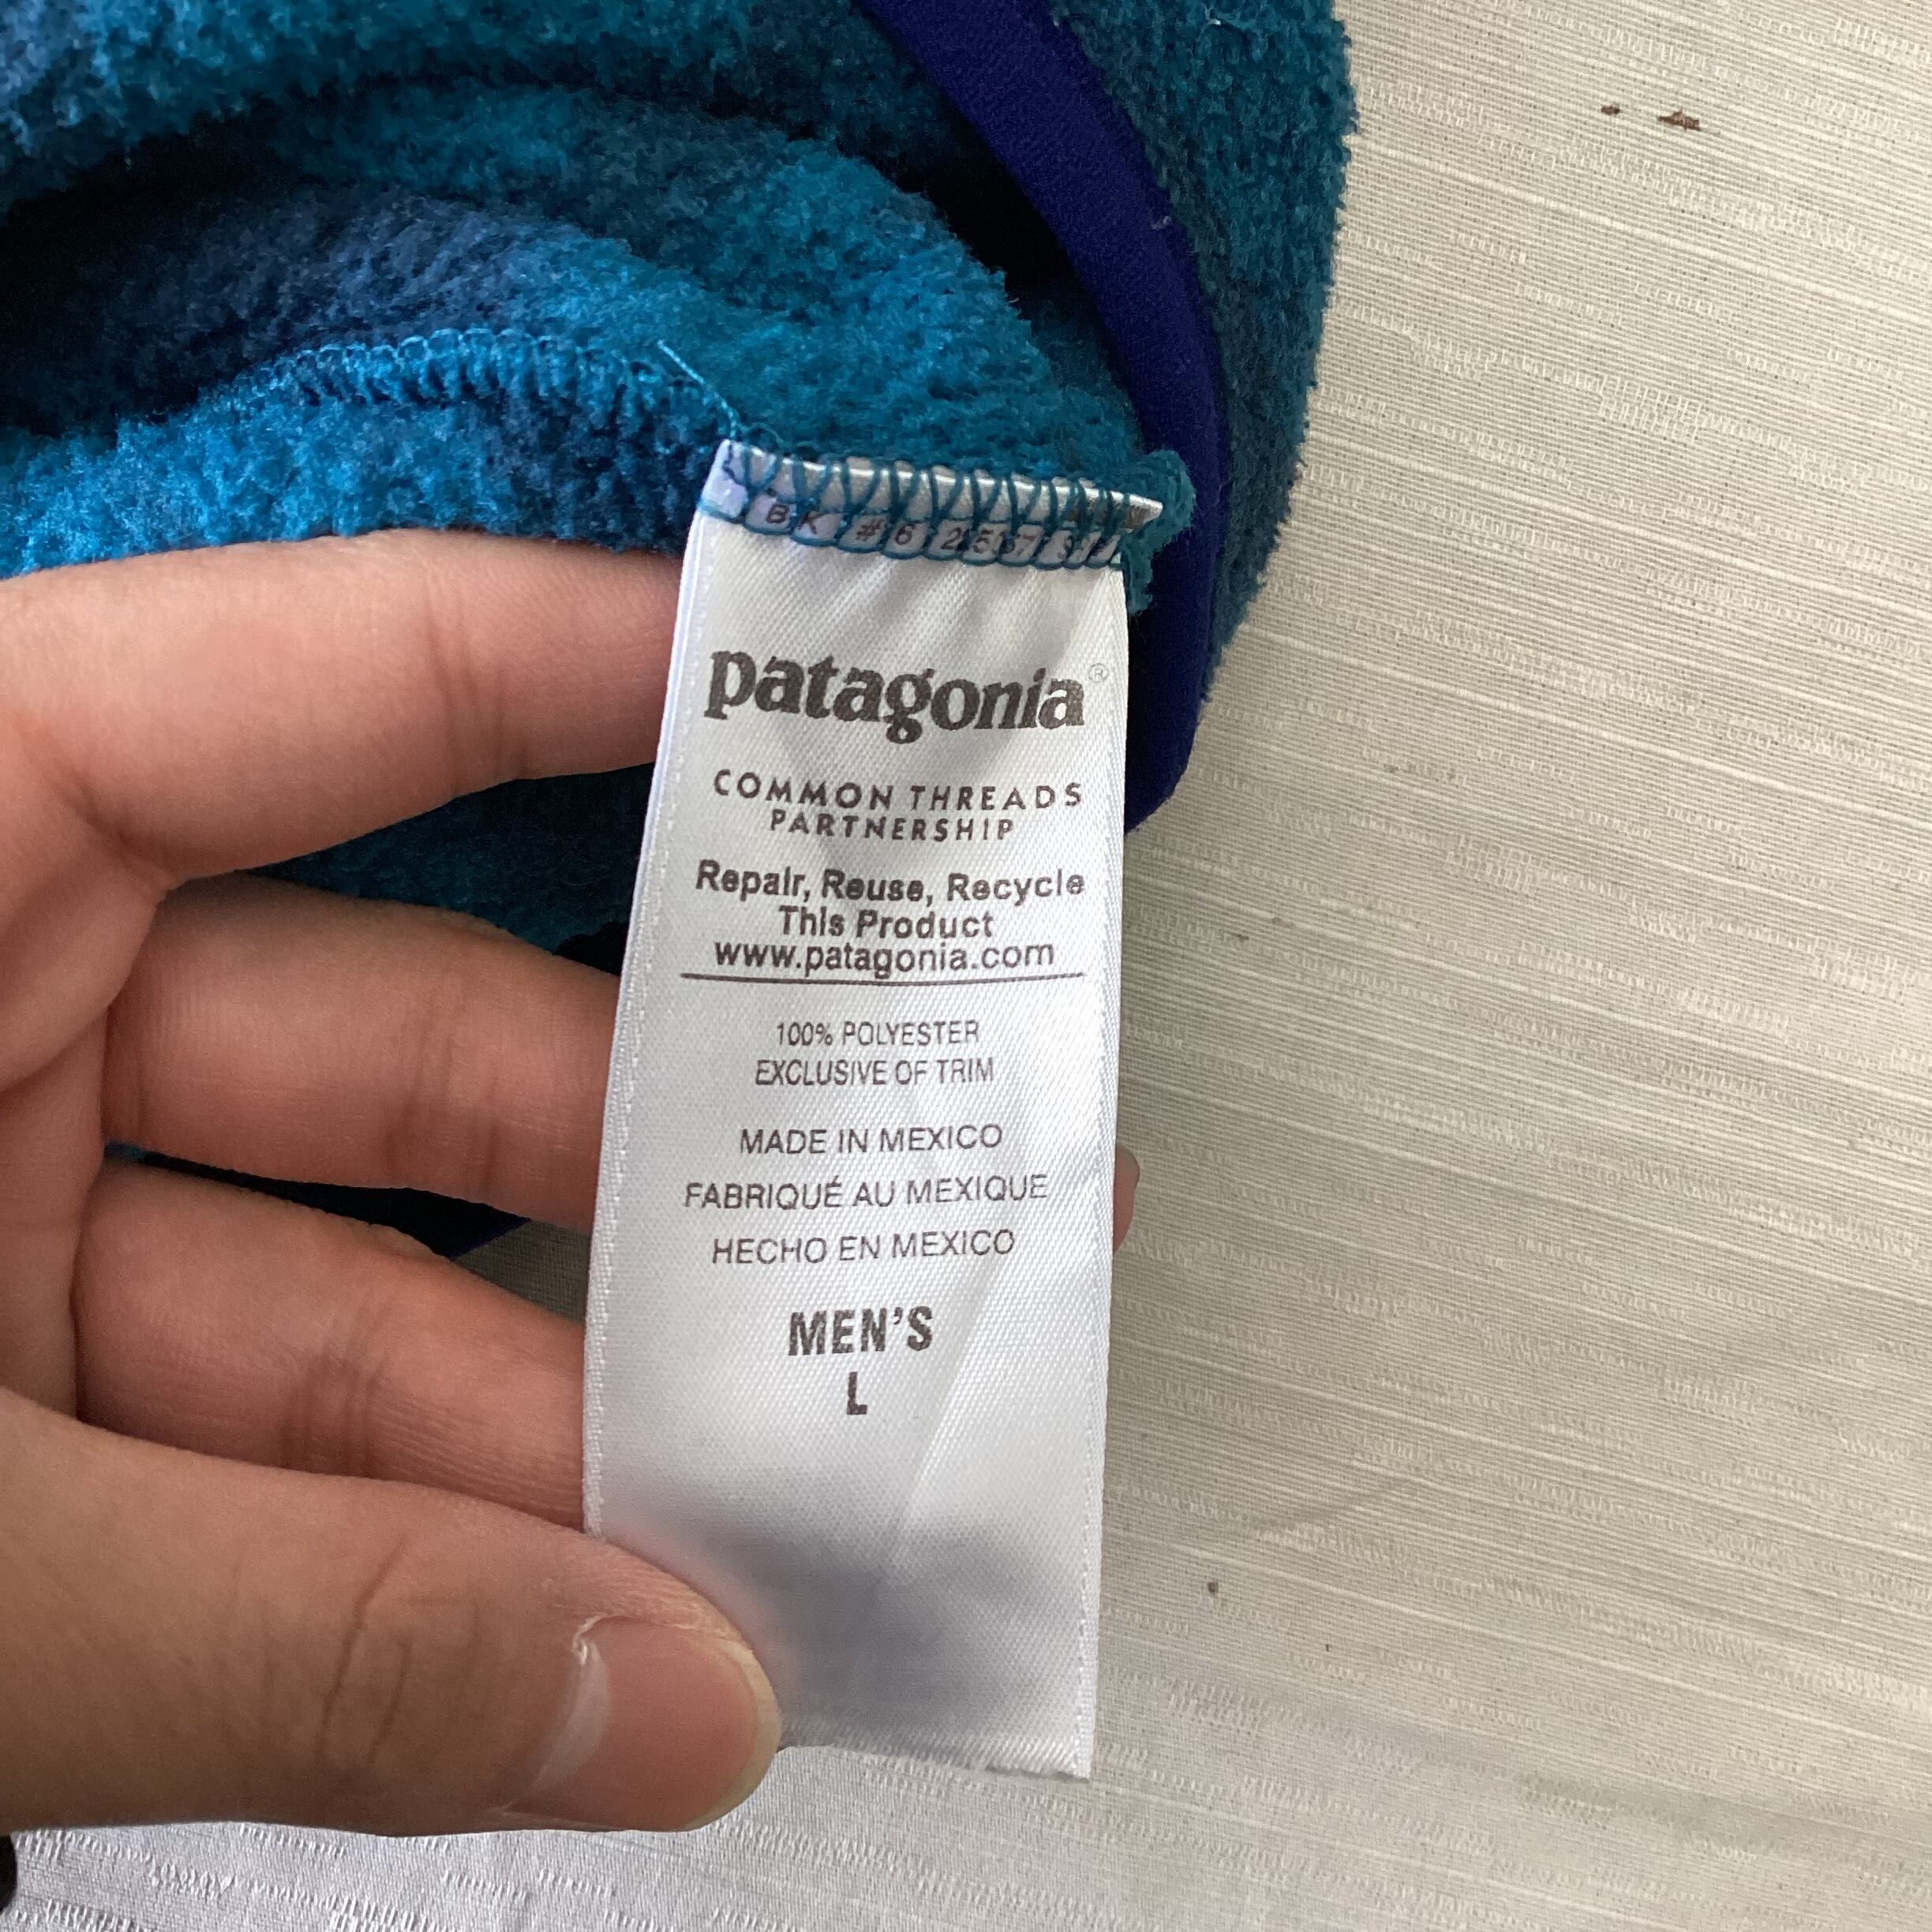 patagonia®
COMMON THREADS
PARTNERSHIP
Repair, Reuse, Recycle
This Product
www.patagonia.com
100% POLYESTER
EXCLUSIVE OF TRIM
MADE IN MEXICO
FABRIQUÉ AU MEXIQUE
HECHO EN MEXICO
MEN'S
L